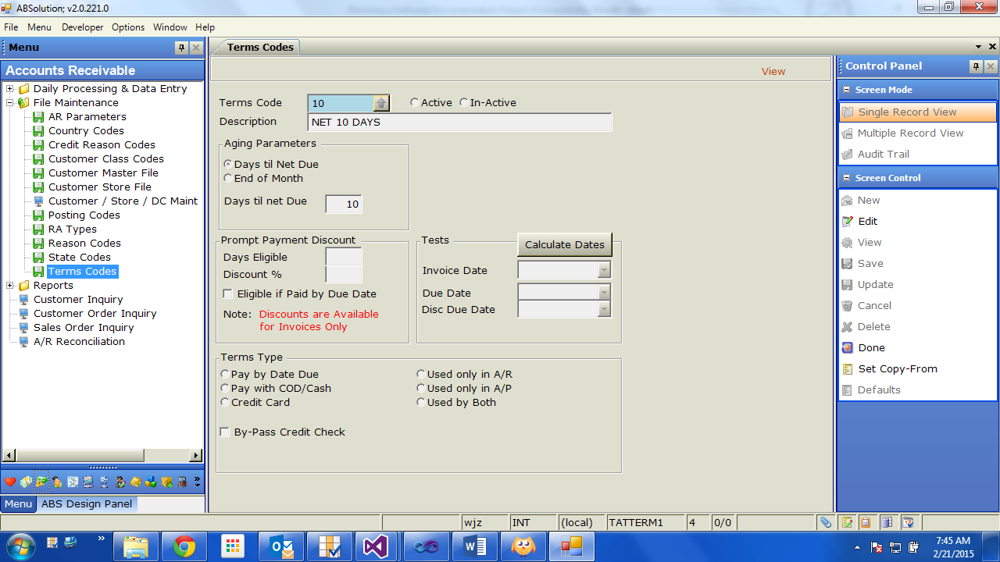 ABSolution; v2.0.221.0
File Menu Developer Options Window Help
Menu
Accounts Receivable
Daily Processing & Data Entry
File Maintenance
AR Parameters
Country Codes
Credit Reason Codes
Customer Class Codes
Customer Master File
Customer Store File
Customer / Store / DC Maint
Posting Codes
RA Types
Reason Codes
State Codes
Terms Codes
Reports
Customer Inquiry
Customer Order Inquiry
Sales Order Inquiry
A/R Reconciliation
Menu ABS Design Panel
Terms Codes
View
Terms Code 10 Active In-Active
Description NET 10 DAYS
Aging Parameters
Days til Net Due
End of Month
Days til net Due 10
Prompt Payment Discount
Days Eligible
Discount %
Eligible if Paid by Due Date
Note: Discounts are Available
for Invoices Only
Tests
Calculate Dates
Invoice Date
Due Date
Disc Due Date
Terms Type
Pay by Date Due
Pay with COD/Cash
Credit Card
Used only in A/R
Used only in A/P
Used by Both
By-Pass Credit Check
Control Panel
Screen Mode
Single Record View
Multiple Record View
Audit Trail
Screen Control
New
Edit
View
Save
Update
Cancel
Delete
Done
Set Copy-From
Defaults
wjz INT (local) TATTERM1 4 0/0
7:45 AM
2/21/2015